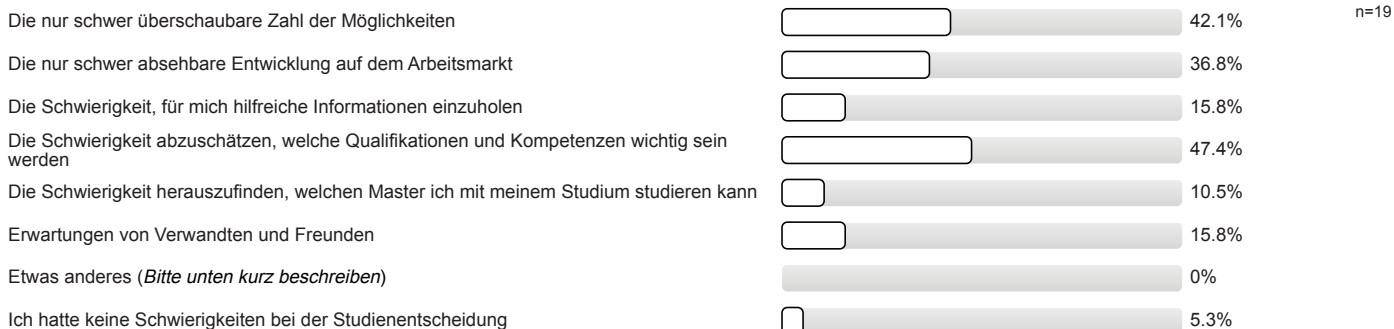 Die nur schwer überschaubare Zahl der Möglichkeiten 42.1% n=19
Die nur schwer absehbare Entwicklung auf dem Arbeitsmarkt 36.8%
Die Schwierigkeit, für mich hilfreiche Informationen einzuholen 15.8%
Die Schwierigkeit abzuschätzen, welche Qualifikationen und Kompetenzen wichtig sein
werden 47.4%
Die Schwierigkeit herauszufinden, welchen Master ich mit meinem Studium studieren kann 10.5%
Erwartungen von Verwandten und Freunden 15.8%
Etwas anderes (Bitte unten kurz beschreiben) 0%
Ich hatte keine Schwierigkeiten bei der Studienentscheidung 5.3%